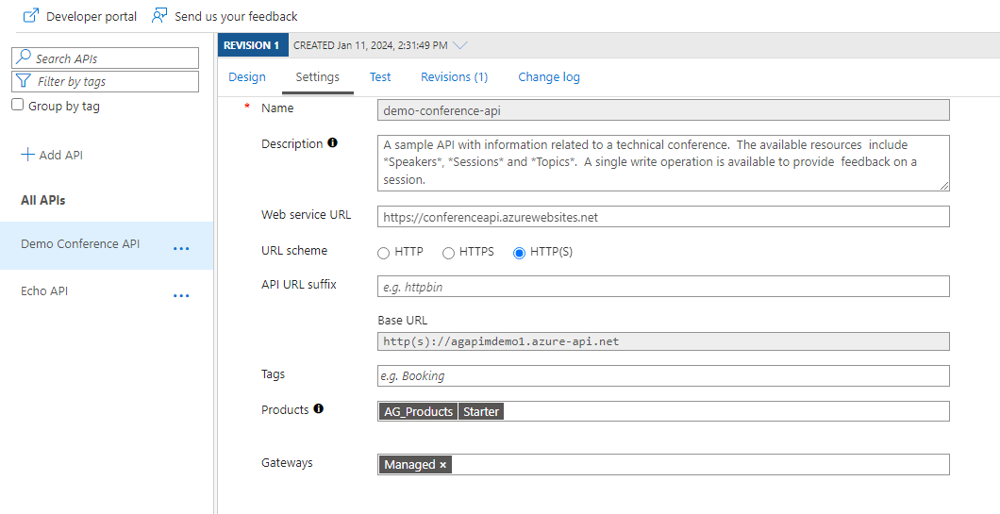 Developer portal
Send us your feedback
Search APIs
Filter by tags
Group by tag
Add API
All APIs
Demo Conference API
...
Echo API
...
REVISION 1 CREATED Jan 11, 2024, 2:31:49 PM
Design Settings Test Revisions (1) Change log
* Name demo-conference-api
Description A sample API with information related to a technical conference.  The available resources  include
*Speakers*, *Sessions* and *Topics*.  A single write operation is available to provide  feedback on a
session.
Web service URL https://conferenceapi.azurewebsites.net
URL scheme HTTP HTTPS HTTP(S)
API URL suffix e.g. httpbin
Base URL
http(s)://agapimdemo1.azure-api.net
Tags e.g. Booking
Products AG_Products Starter
Gateways Managed ×